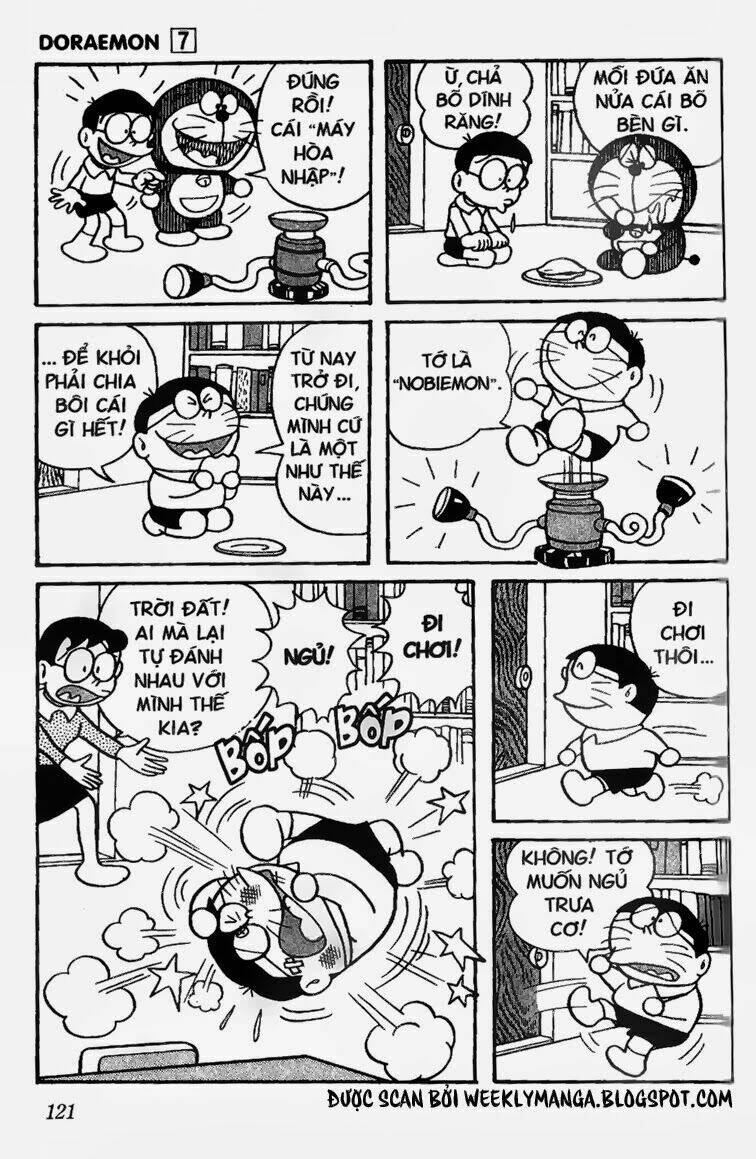 DORAEMON 7
MỖI ĐỨA ĂN
NỬA CÁI BÕ
BỀN GÌ.
Ừ, CHẢ
BÕ DÍNH
RĂNG!
ĐÚNG
RỒI!
CÁI "MÁY
HÒA
NHẬP"!
TỚ LÀ
"NOBIEMON".
TỪ NAY
TRỞ ĐI,
CHÚNG
MÌNH CỨ
LÀ MỘT
NHƯ THẾ
NÀY...
... ĐỂ KHỎI
PHẢI CHIA
BÔI CÁI
GÌ HẾT!
ĐI
CHƠI
THÔI...
KHÔNG! TỚ
MUỐN NGỦ
TRƯA
CƠ!
ĐI
CHƠI!
NGỦ!
BỐP
BỐP
TRỜI ĐẤT!
AI MÀ LẠI
TỰ ĐÁNH
NHAU VỚI
MÌNH THẾ
KIA?
121
ĐƯỢC SCAN BỞI WEEKLYMANGA.BLOGSPOT.COM